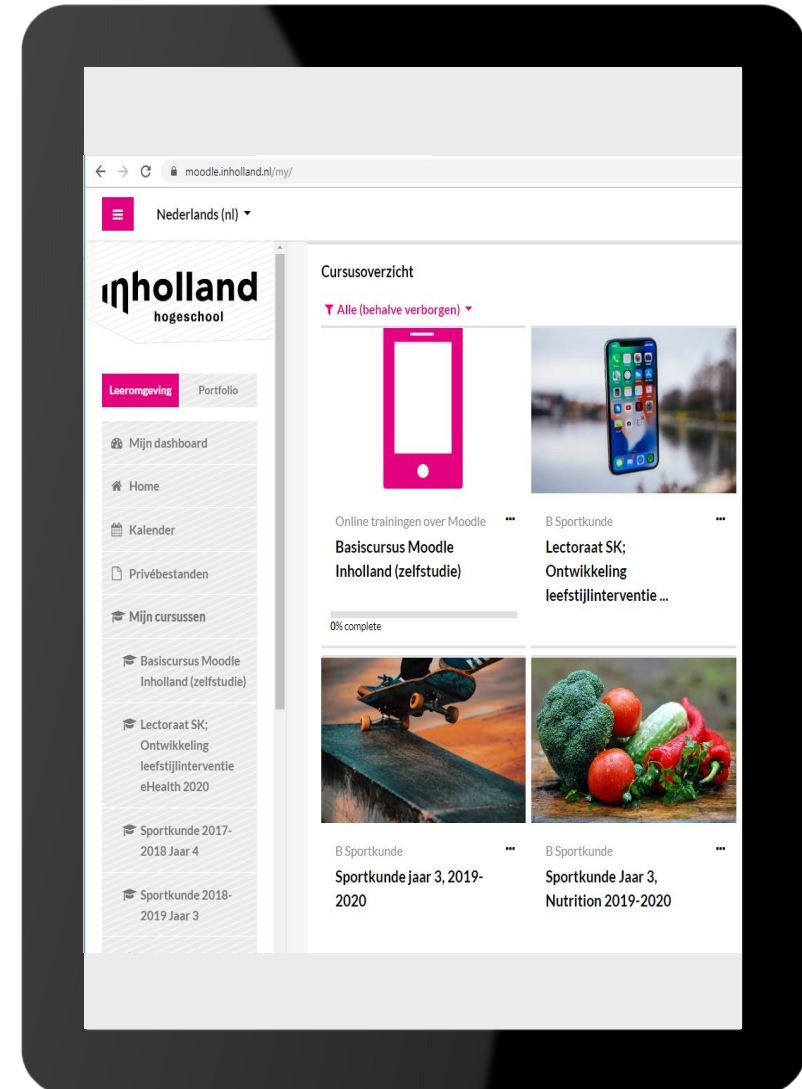 moodle.inholland.nl/my/
Nederlands (nl)
inholland
hogeschool
Leeromgeving
Portfolio
Mijn dashboard
Home
Kalender
Privébestanden
Mijn cursussen
Basiscursus Moodle
Inholland (zelfstudie)
Lectoraat SK;
Ontwikkeling
leefstijlinterventie
eHealth 2020
Sportkunde 2017-
2018 Jaar 4
Sportkunde 2018-
2019 Jaar 3
Cursusoverzicht
Alle (behalve verborgen)
Online trainingen over Moodle
Basiscursus Moodle
Inholland (zelfstudie)
0% complete
B Sportkunde
Lectoraat SK;
Ontwikkeling
leefstijlinterventie ...
B Sportkunde
Sportkunde jaar 3, 2019-
2020
B Sportkunde
Sportkunde Jaar 3,
Nutrition 2019-2020